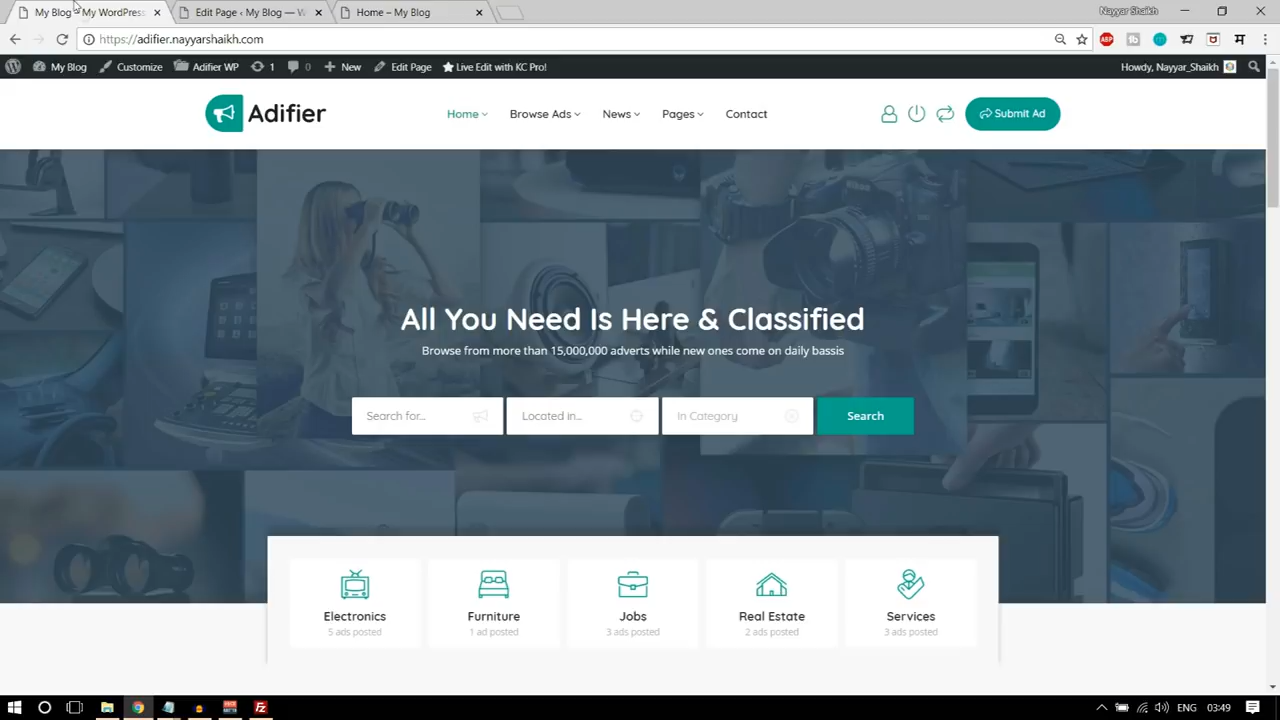 My Blog – My WordPress
Edit Page ‹ My Blog — W
Home – My Blog
Nayyar Shaikh
https://adifier.nayyarshaikh.com
ABP
My Blog
Customize
Adifier WP
1
0
New
Edit Page
Live Edit with KC Pro!
Howdy, Nayyar_Shaikh
Adifier
Home
Browse Ads
News
Pages
Contact
Submit Ad
All You Need Is Here & Classified
Browse from more than 15,000,000 adverts while new ones come on daily bassis
Search for...
Located in...
In Category
Search
Electronics
5 ads posted
Furniture
1 ad posted
Jobs
3 ads posted
Real Estate
2 ads posted
Services
3 ads posted
ENG
03:49